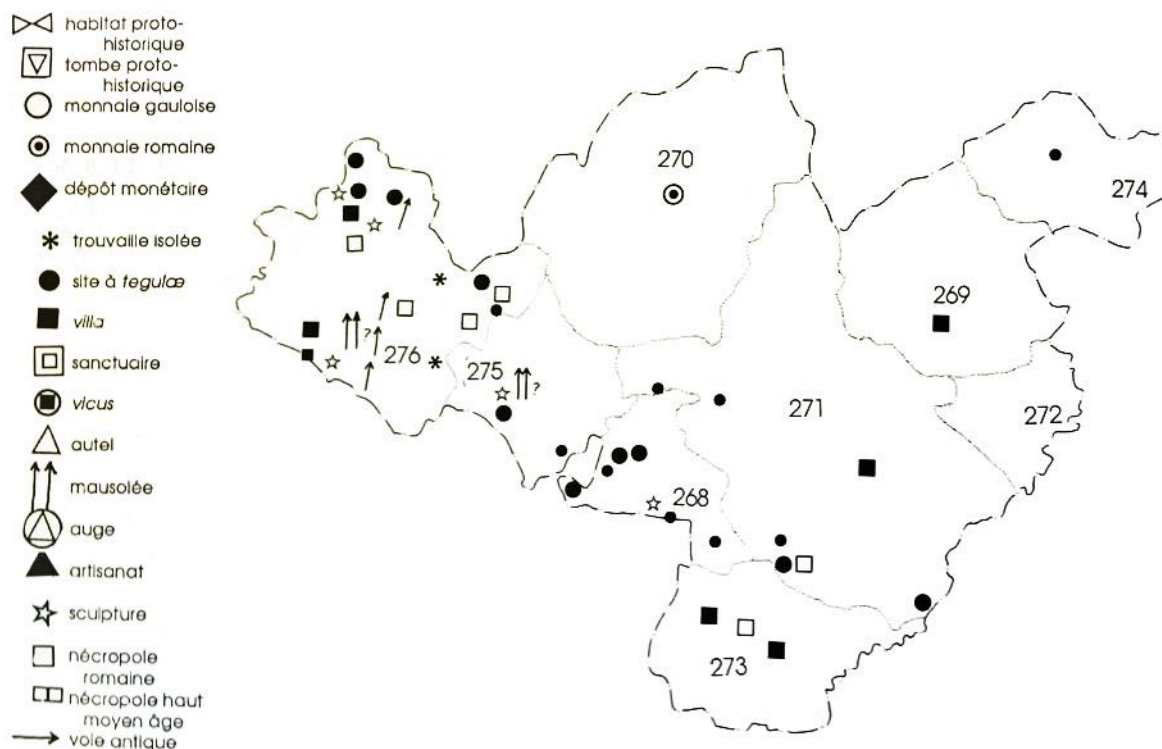 habitat proto-
historique
tombe proto-
historique
monnaie gauloise
monnaie romaine
dépôt monétaire
trouvaille isolée
site à tegulæ
villa
sanctuaire
vicus
autel
mausolée
auge
artisanat
sculpture
nécropole
romaine
nécropole haut
moyen âge
voie antique
270
274
269
?
276
275
?
271
272
268
273